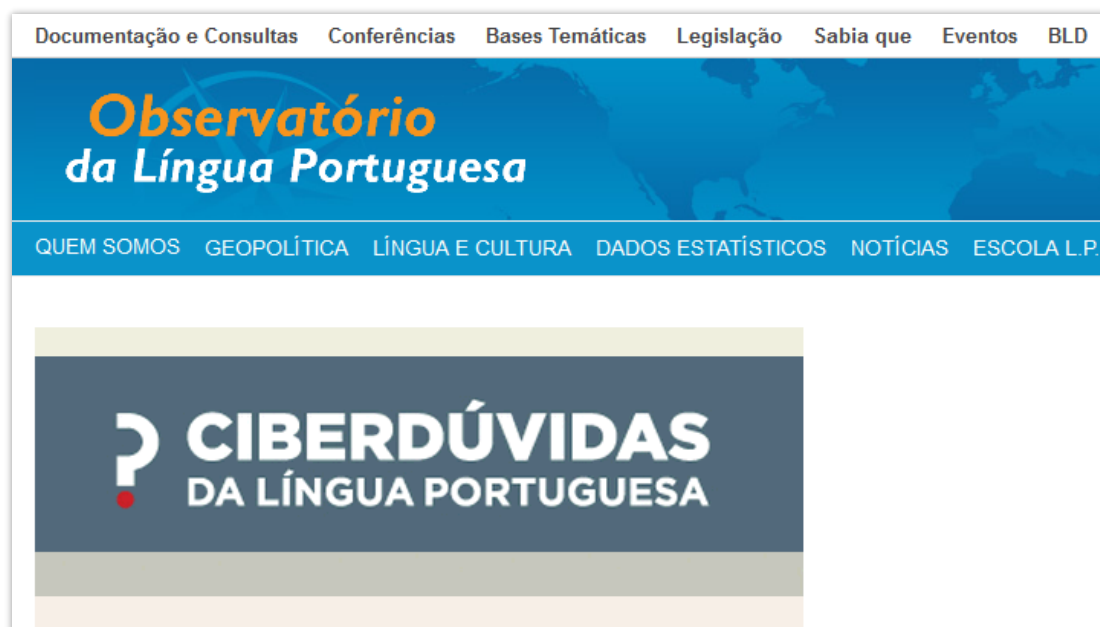 Documentação e Consultas Conferências Bases Temáticas Legislação Sabia que Eventos BLD
Observatório
da Língua Portuguesa
QUEM SOMOS GEOPOLÍTICA LÍNGUA E CULTURA DADOS ESTATÍSTICOS NOTÍCIAS ESCOLA L.P.
? CIBERDÚVIDAS
DA LÍNGUA PORTUGUESA